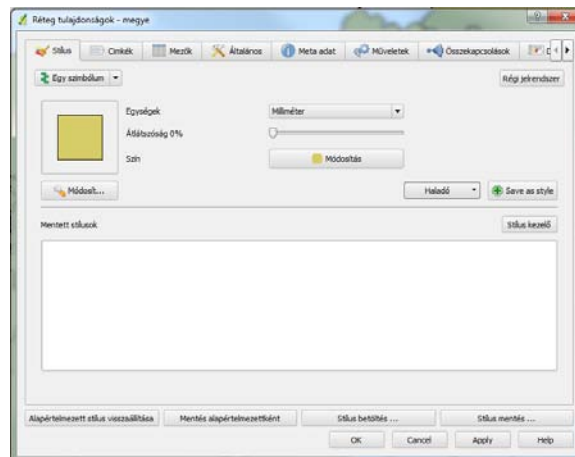 Réteg tulajdonságok - megye
Stílus Cimkék Mezők Általános Meta adat Műveletek Összekapcsolások
Egy szimbólum Régi jelrendszer
Egységek Milliméter
Átlátszóság 0%
Szín Módosítás
Módosít... Haladó Save as style
Mentett stílusok Stílus kezelő
Alapértelmezett stílus visszaállítása Mentés alapértelmezettként Stílus betöltés ... Stílus mentés ...
OK Cancel Apply Help